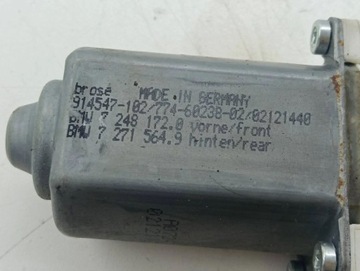 brose MADE IN GERMANY
914547-102/774-60238-02/02121440
BMW 7 248 172.0 vorne/front
BMW 7 271 564.9 hinten/rear